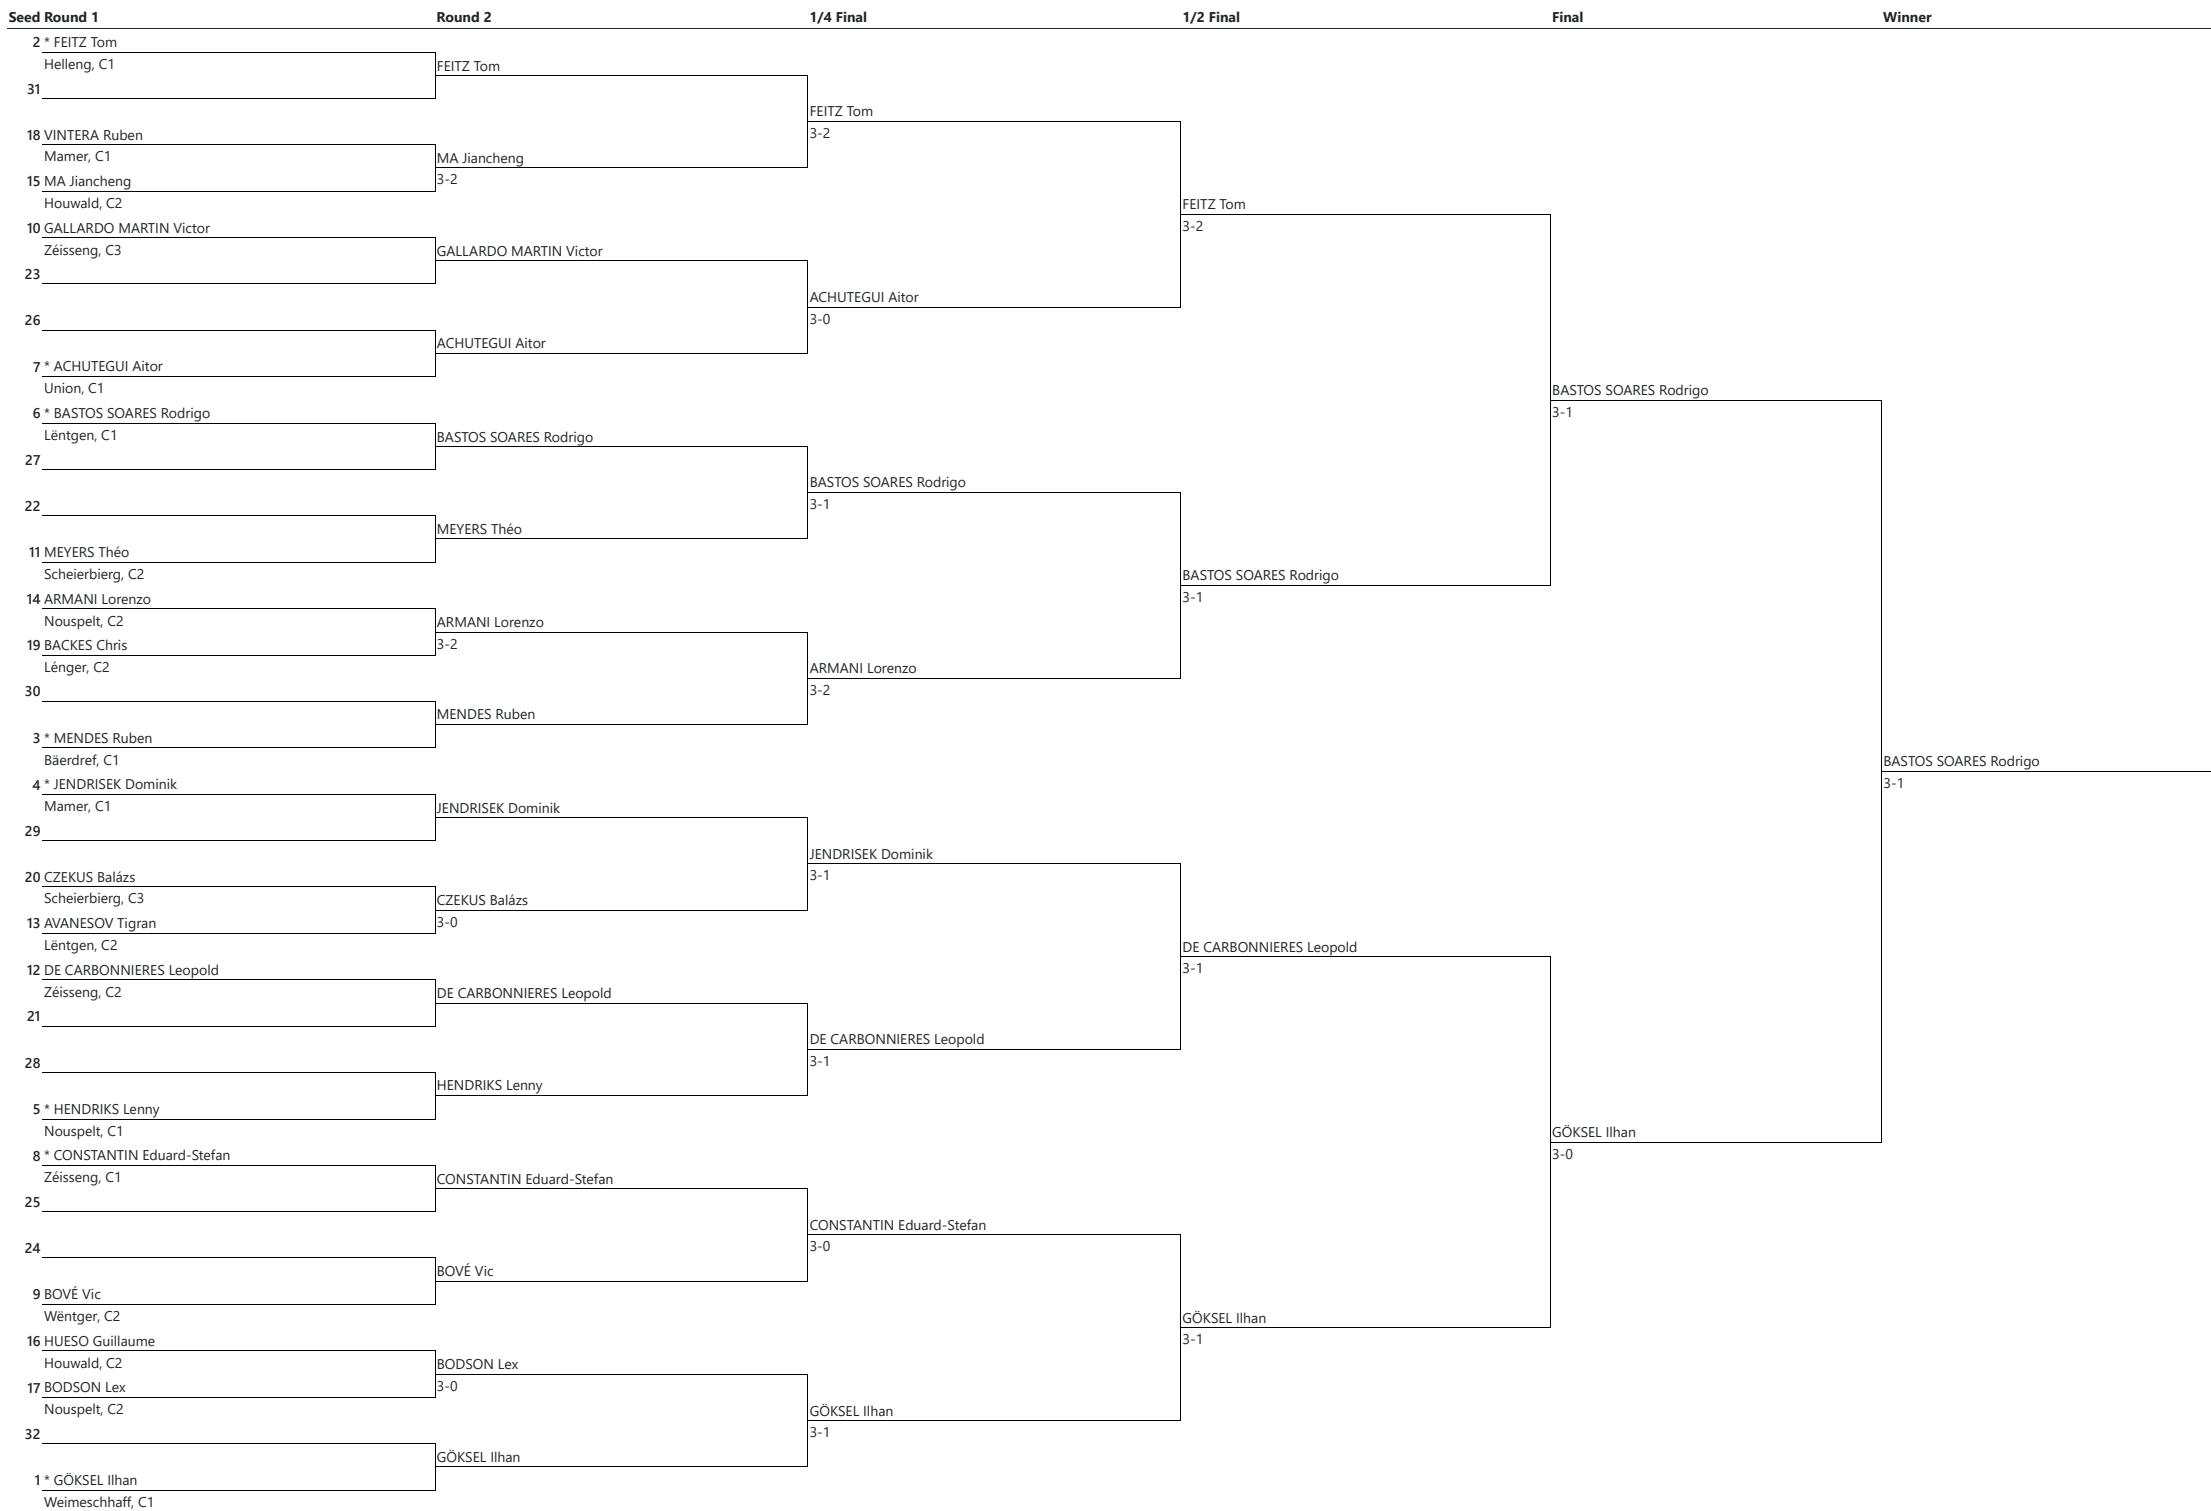 Seed Round 1 Round 2 1/4 Final 1/2 Final Final Winner
2 * FEITZ Tom
Helleng, C1
FEITZ Tom
31
FEITZ Tom
3-2
18 VINTERA Ruben
Mamer, C1
MA Jiancheng
3-2
15 MA Jiancheng
Houwald, C2
FEITZ Tom
3-2
10 GALLARDO MARTIN Victor
Zéisseng, C3
GALLARDO MARTIN Victor
23
ACHUTEGUI Aitor
3-0
26
ACHUTEGUI Aitor
7 * ACHUTEGUI Aitor
Union, C1
BASTOS SOARES Rodrigo
3-1
6 * BASTOS SOARES Rodrigo
Lëntgen, C1
BASTOS SOARES Rodrigo
27
BASTOS SOARES Rodrigo
3-1
22
MEYERS Théo
11 MEYERS Théo
Scheierbierg, C2
BASTOS SOARES Rodrigo
3-1
14 ARMANI Lorenzo
Nouspelt, C2
ARMANI Lorenzo
3-2
19 BACKES Chris
Lénger, C2
ARMANI Lorenzo
3-2
30
MENDES Ruben
3 * MENDES Ruben
Bäerdref, C1
BASTOS SOARES Rodrigo
3-1
4 * JENDRISEK Dominik
Mamer, C1
JENDRISEK Dominik
29
JENDRISEK Dominik
3-1
20 CZEKUS Balázs
Scheierbierg, C3
CZEKUS Balázs
3-0
13 AVANESOV Tigran
Lëntgen, C2
DE CARBONNIERES Leopold
3-1
12 DE CARBONNIERES Leopold
Zéisseng, C2
DE CARBONNIERES Leopold
21
DE CARBONNIERES Leopold
3-1
28
HENDRIKS Lenny
5 * HENDRIKS Lenny
Nouspelt, C1
GÖKSEL Ilhan
3-0
8 * CONSTANTIN Eduard-Stefan
Zéisseng, C1
CONSTANTIN Eduard-Stefan
25
CONSTANTIN Eduard-Stefan
3-0
24
BOVÉ Vic
9 BOVÉ Vic
Wëntger, C2
GÖKSEL Ilhan
3-1
16 HUESO Guillaume
Houwald, C2
BODSON Lex
3-0
17 BODSON Lex
Nouspelt, C2
GÖKSEL Ilhan
3-1
32
GÖKSEL Ilhan
1 * GÖKSEL Ilhan
Weimeschhaff, C1